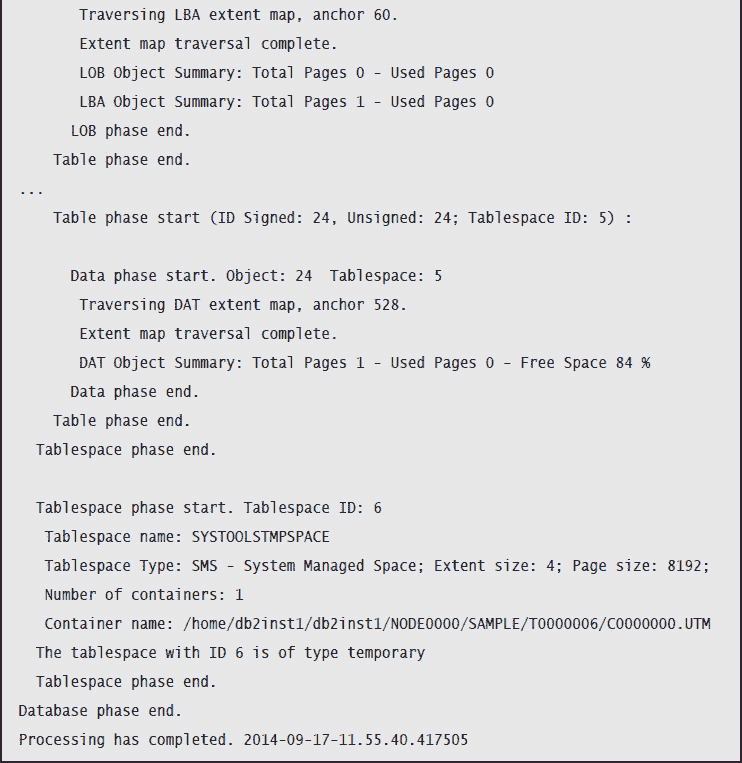 Traversing LBA extent map, anchor 60.
Extent map traversal complete.
LOB Object Summary: Total Pages 0 - Used Pages 0
LBA Object Summary: Total Pages 1 - Used Pages 0
LOB phase end.
Table phase end.
...
Table phase start (ID Signed: 24, Unsigned: 24; Tablespace ID: 5) :
Data phase start. Object: 24  Tablespace: 5
Traversing DAT extent map, anchor 528.
Extent map traversal complete.
DAT Object Summary: Total Pages 1 - Used Pages 0 - Free Space 84 %
Data phase end.
Table phase end.
Tablespace phase end.
Tablespace phase start. Tablespace ID: 6
Tablespace name: SYSTOOLSTMPSPACE
Tablespace Type: SMS - System Managed Space; Extent size: 4; Page size: 8192;
Number of containers: 1
Container name: /home/db2inst1/db2inst1/NODE0000/SAMPLE/T0000006/C0000000.UTM
The tablespace with ID 6 is of type temporary
Tablespace phase end.
Database phase end.
Processing has completed. 2014-09-17-11.55.40.417505